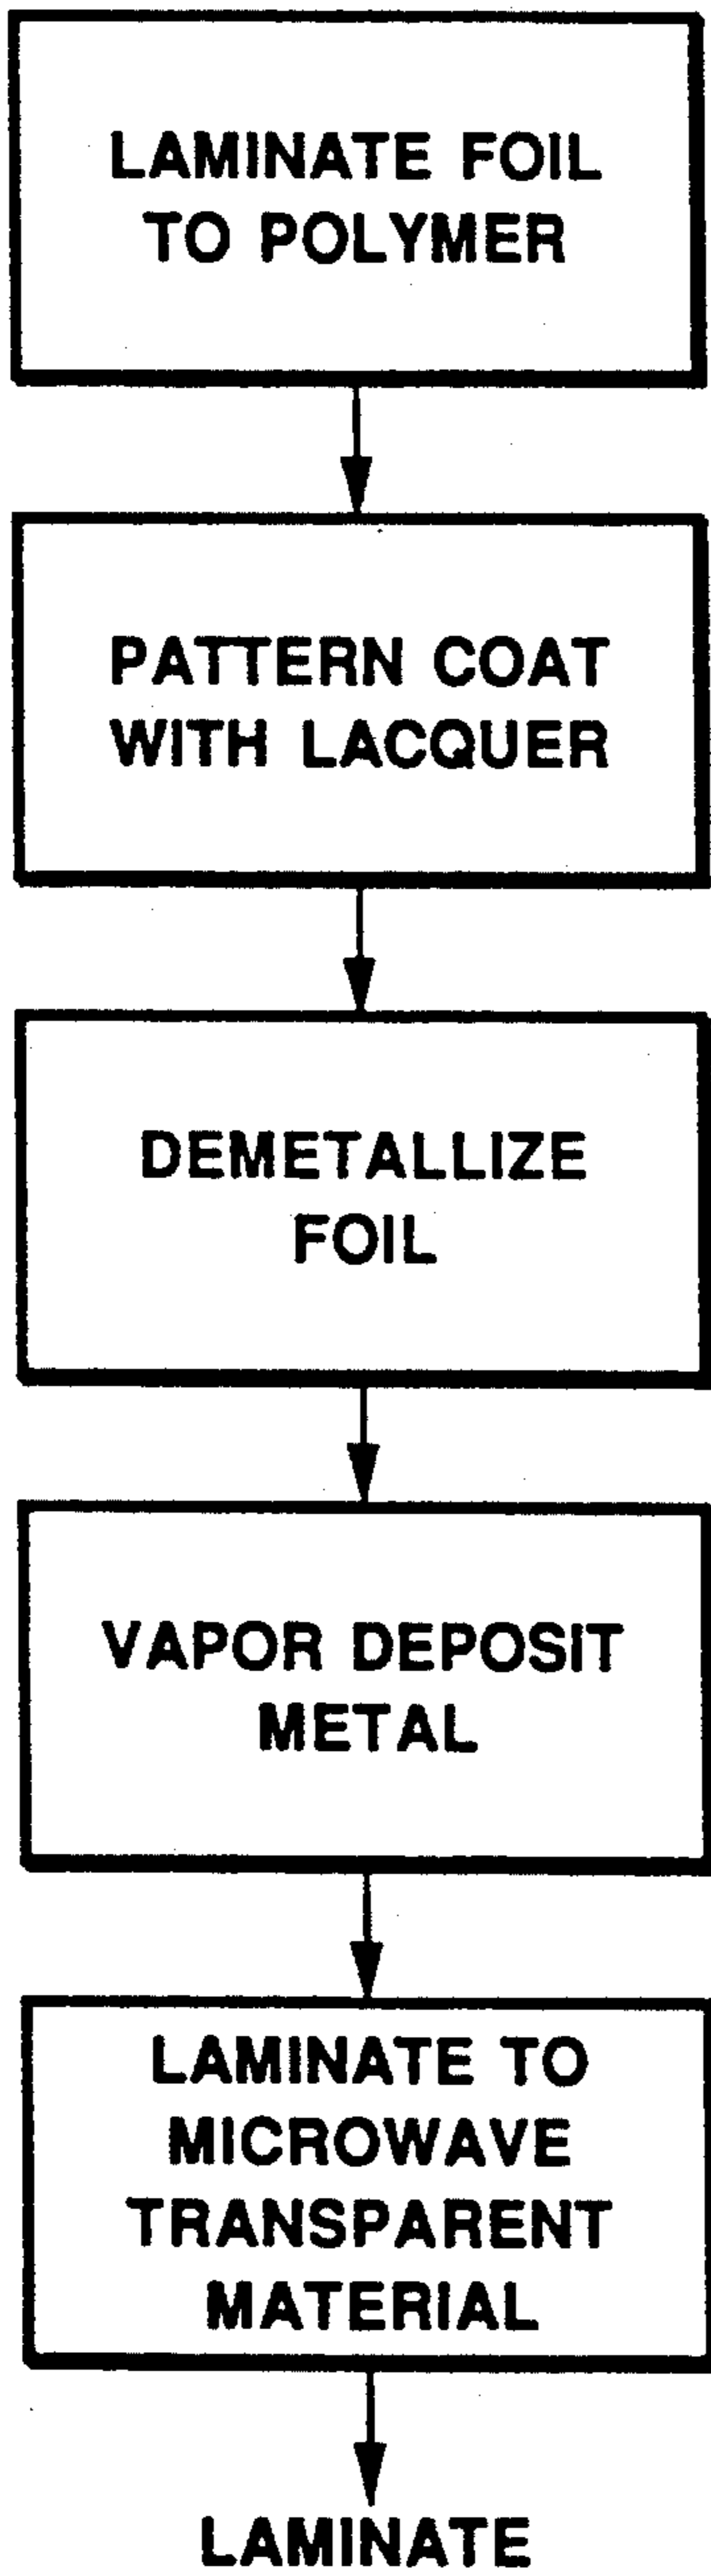 LAMINATE FOIL
TO POLYMER
PATTERN COAT
WITH LACQUER
DEMETALLIZE
FOIL
VAPOR DEPOSIT
METAL
LAMINATE TO
MICROWAVE
TRANSPARENT
MATERIAL
LAMINATE